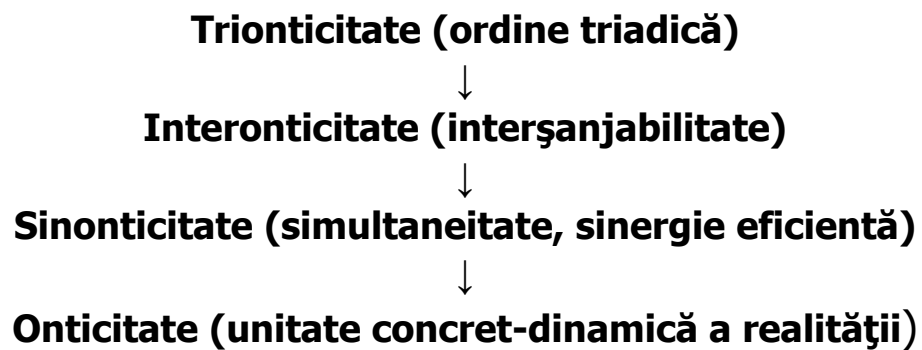 Trionticitate (ordine triadică)
↓
Interonticitate (interşanjabilitate)
↓
Sinonticitate (simultaneitate, sinergie eficientă)
↓
Onticitate (unitate concret-dinamică a realităţii)